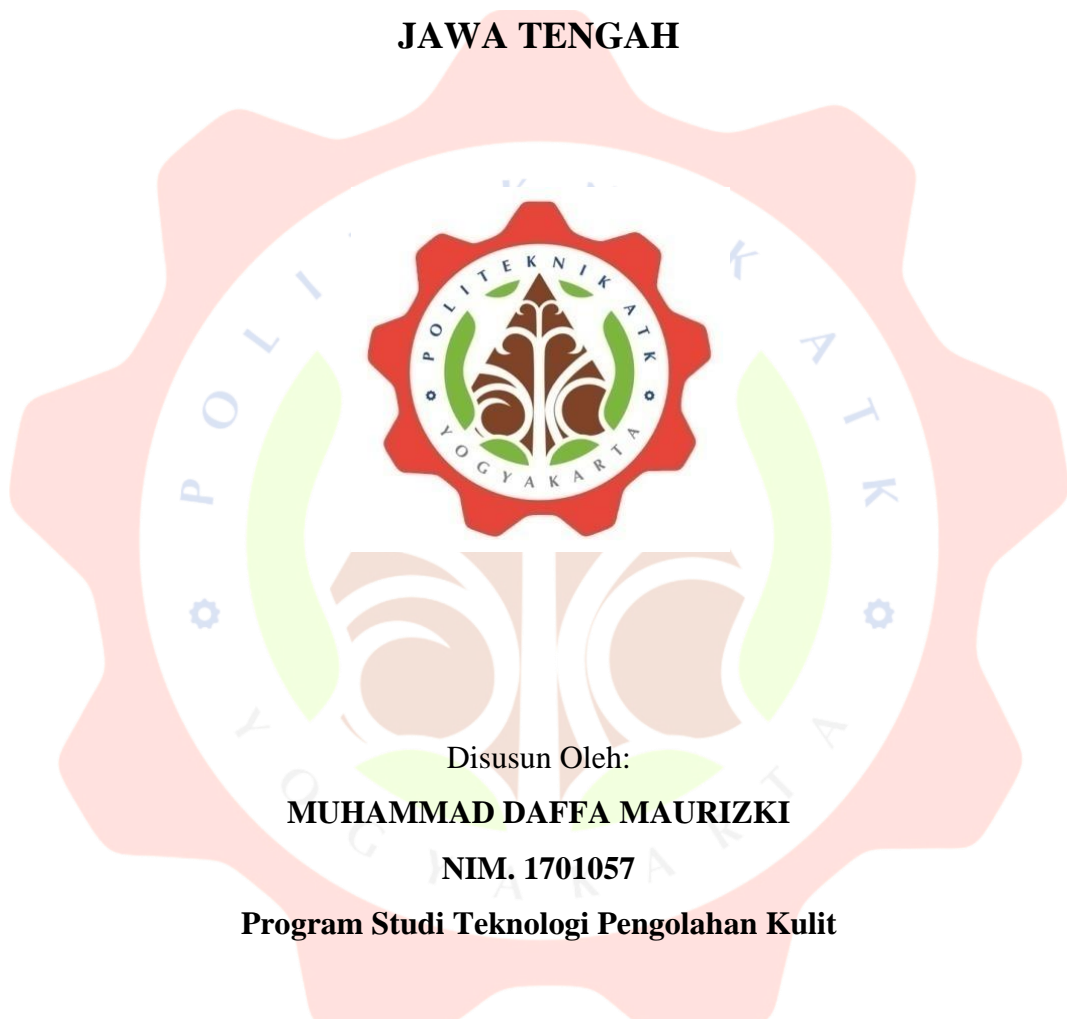 JAWA TENGAH
POLITEKNIK ATK
YOGYAKARTA
Disusun Oleh:
MUHAMMAD DAFFA MAURIZKI
NIM. 1701057
Program Studi Teknologi Pengolahan Kulit